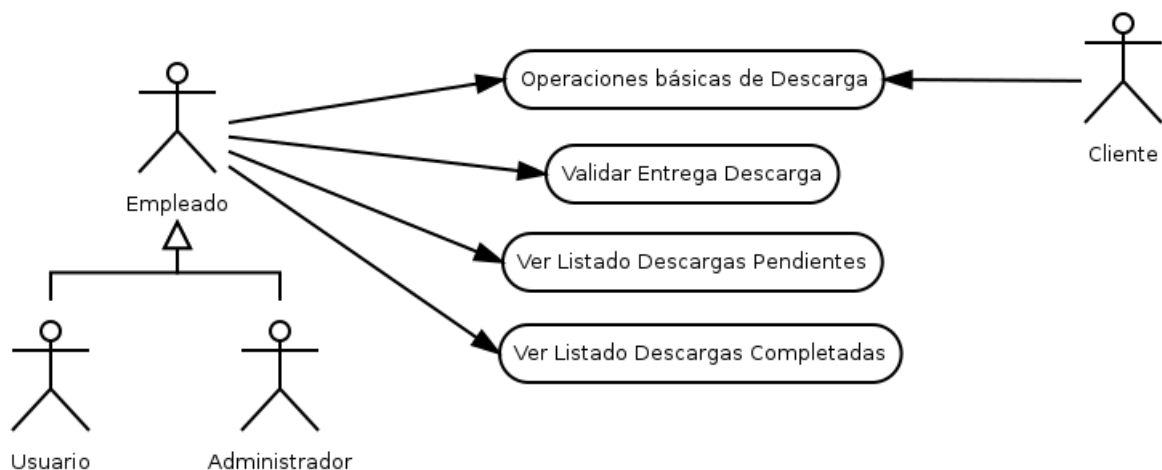 Operaciones básicas de Descarga
Cliente
Validar Entrega Descarga
Empleado
Ver Listado Descargas Pendientes
Ver Listado Descargas Completadas
Usuario
Administrador